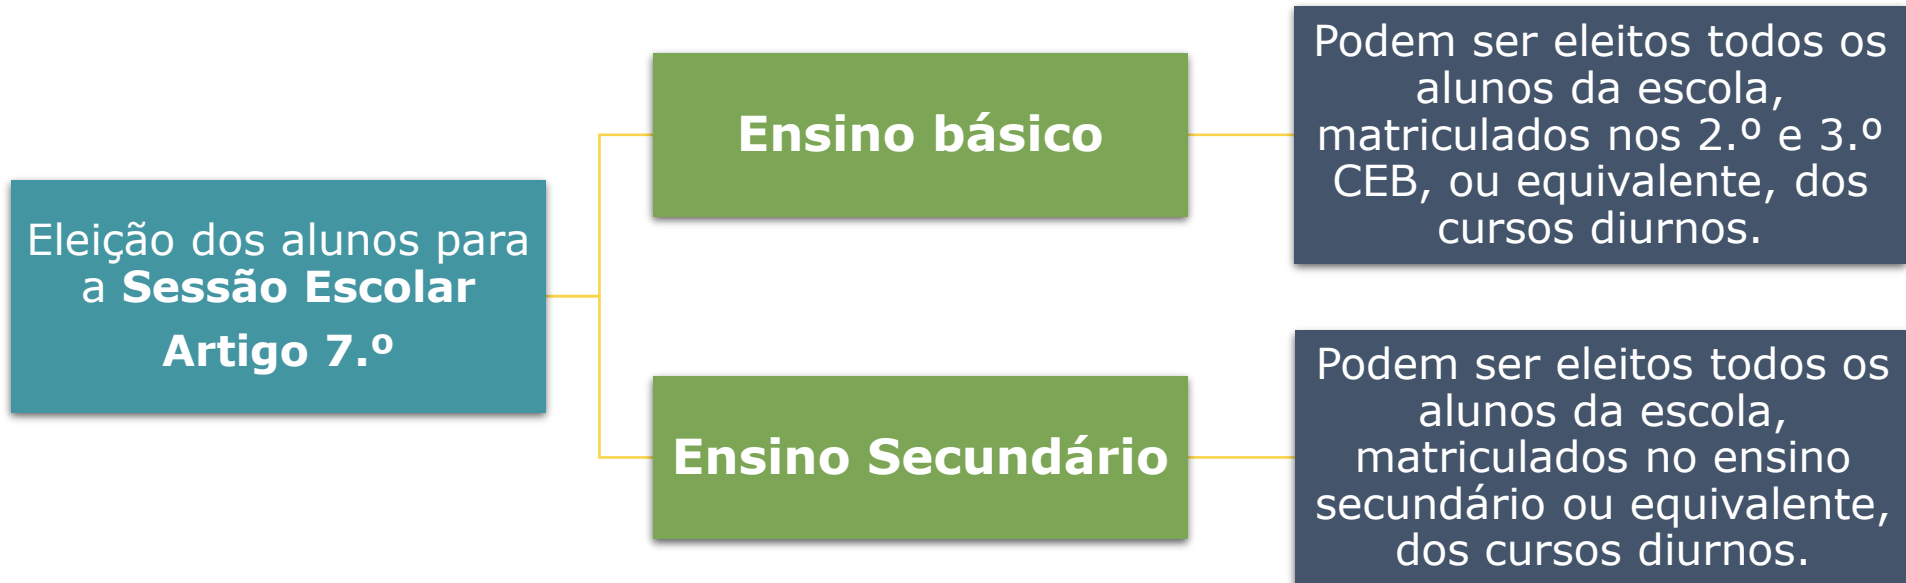 Eleição dos alunos para
a Sessão Escolar
Artigo 7.º
Ensino básico
Podem ser eleitos todos os
alunos da escola,
matriculados nos 2.º e 3.º
CEB, ou equivalente, dos
cursos diurnos.
Ensino Secundário
Podem ser eleitos todos os
alunos da escola,
matriculados no ensino
secundário ou equivalente,
dos cursos diurnos.